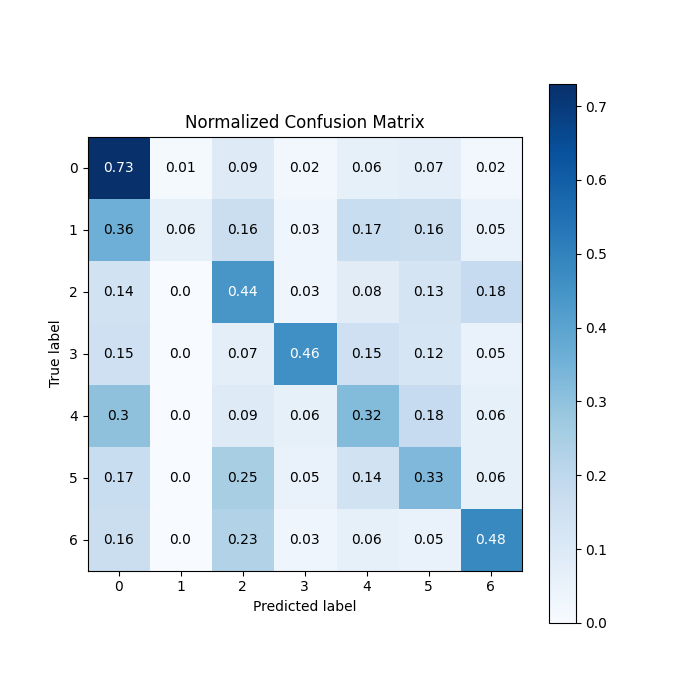 Normalized Confusion Matrix
0 0.73 0.01 0.09 0.02 0.06 0.07 0.02
1 0.36 0.06 0.16 0.03 0.17 0.16 0.05
2 0.14 0.0 0.44 0.03 0.08 0.13 0.18
3 0.15 0.0 0.07 0.46 0.15 0.12 0.05
4 0.3 0.0 0.09 0.06 0.32 0.18 0.06
5 0.17 0.0 0.25 0.05 0.14 0.33 0.06
6 0.16 0.0 0.23 0.03 0.06 0.05 0.48
0 1 2 3 4 5 6
Predicted label
True label
0.7
0.6
0.5
0.4
0.3
0.2
0.1
0.0